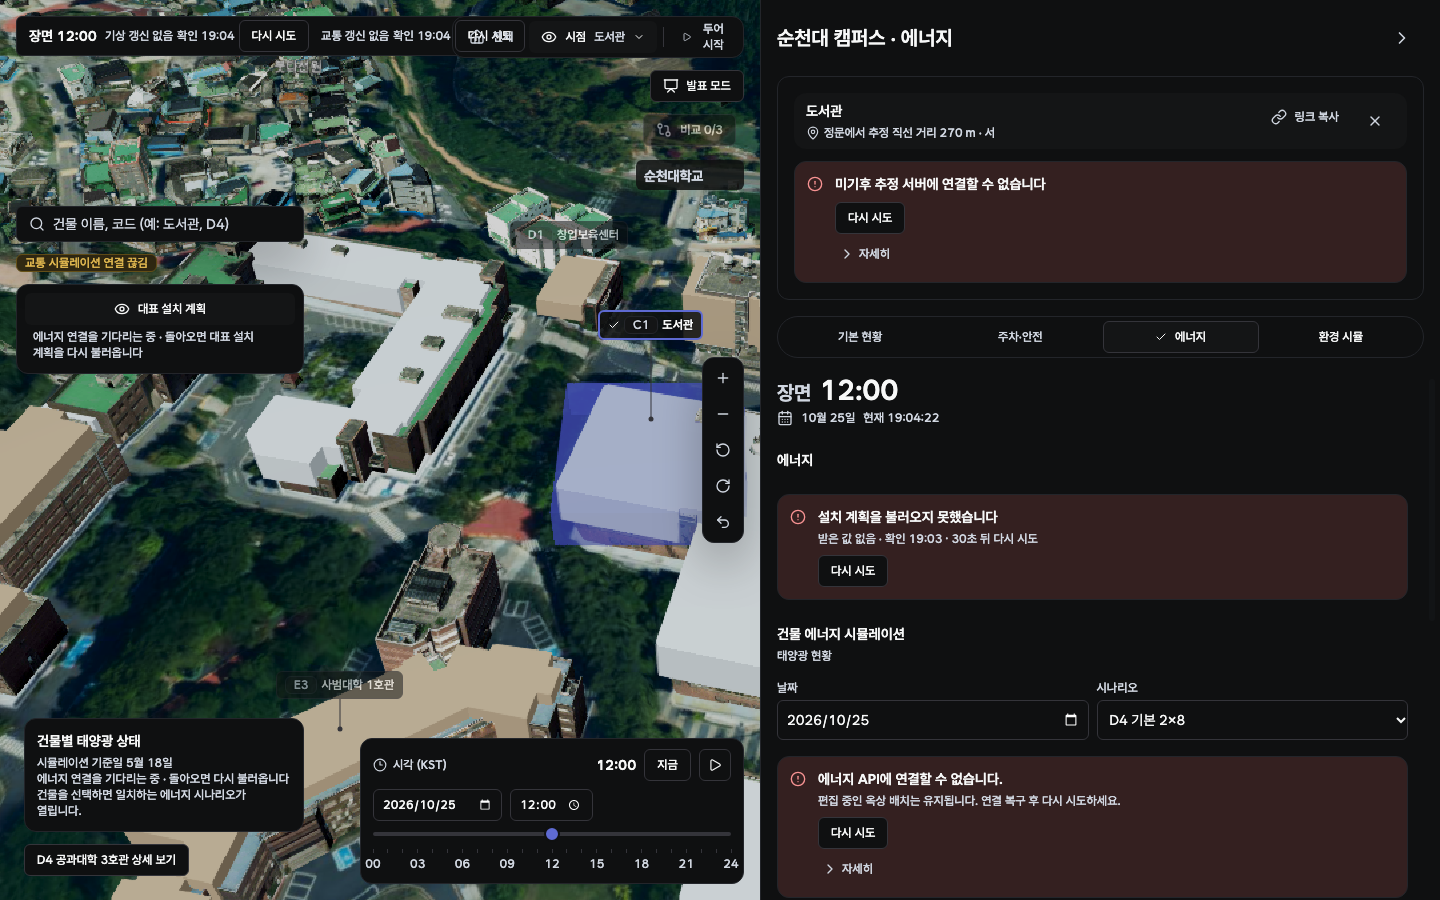 장면 12:00 기상 갱신 없음 확인 19:04 다시 시도 교통 갱신 없음 확인 19:04 다시 시도 시점 도서관 투어 시작
발표 모드
비교 0/3
순천대학교
건물 이름, 코드 (예: 도서관, D4)
교통 시뮬레이션 연결 끊김
대표 설치 계획
에너지 연결을 기다리는 중 · 돌아오면 대표 설치
계획을 다시 불러옵니다
D1 창업보육센터
C1 도서관
E3 사범대학 1호관
건물별 태양광 상태
시뮬레이션 기준일 5월 18일
에너지 연결을 기다리는 중 · 돌아오면 다시 불러옵니다
건물을 선택하면 일치하는 에너지 시나리오가
열립니다.
D4 공과대학 3호관 상세 보기
시각 (KST) 12:00 지금
2026/10/25 12:00
00 03 06 09 12 15 18 21 24
순천대 캠퍼스 · 에너지
도서관
정문에서 추정 직선 거리 270 m · 서
링크 복사
미기후 추정 서버에 연결할 수 없습니다
다시 시도
자세히
기본 현황 주차·안전 에너지 환경 시뮬
장면 12:00
10월 25일 현재 19:04:22
에너지
설치 계획을 불러오지 못했습니다
받은 값 없음 · 확인 19:03 · 30초 뒤 다시 시도
다시 시도
건물 에너지 시뮬레이션
태양광 현황
날짜 시나리오
2026/10/25 D4 기본 2×8
에너지 API에 연결할 수 없습니다.
편집 중인 옥상 배치는 유지됩니다. 연결 복구 후 다시 시도하세요.
다시 시도
자세히